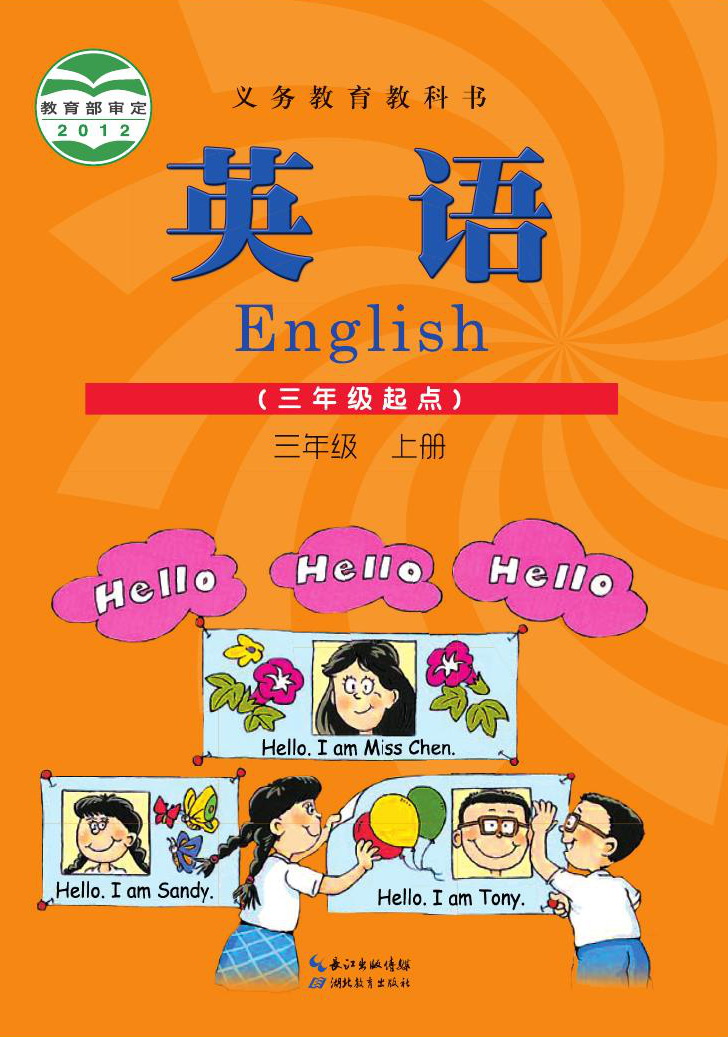 教育部审定
2012
义务教育教科书
英语
English
(三年级起点)
三年级 上册
Hello
Hello
Hello
Hello. I am Miss Chen.
Hello. I am Sandy.
Hello. I am Tony.
长江出版传媒
湖北教育出版社